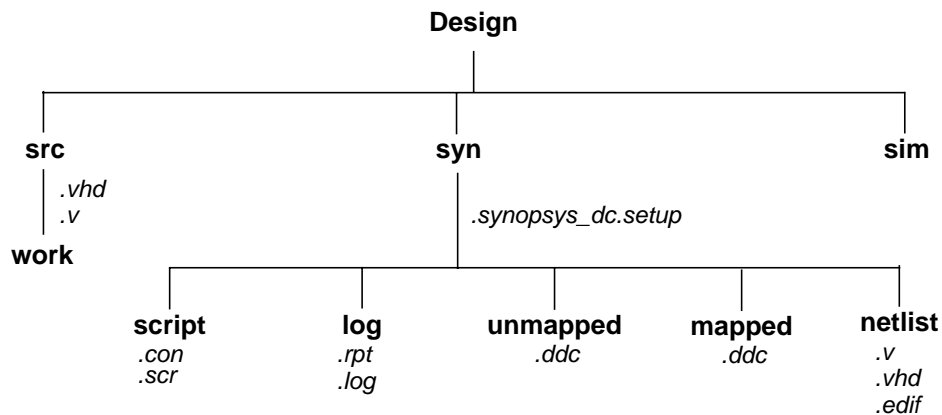 Design
src
syn
sim
.vhd
.v
.synopsys_dc.setup
work
script
log
unmapped
mapped
netlist
.con
.scr
.rpt
.log
.ddc
.ddc
.v
.vhd
.edif